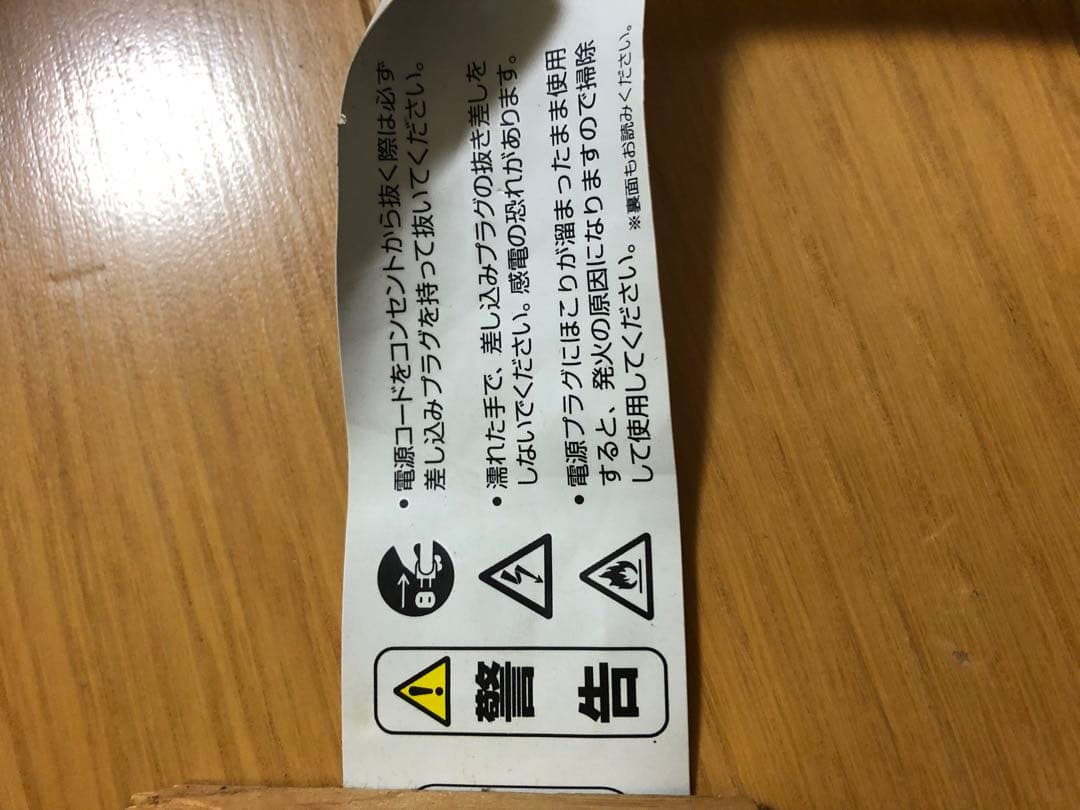 警告
・電源コードをコンセントから抜く際は必ず
差し込みプラグを持って抜いてください。
・濡れた手で、差し込みプラグの抜き差しを
しないでください。感電の恐れがあります。
・電源プラグにほこりが溜まったまま使用
すると、発火の原因になりますので掃除
して使用してください。 ※裏面もお読みください。